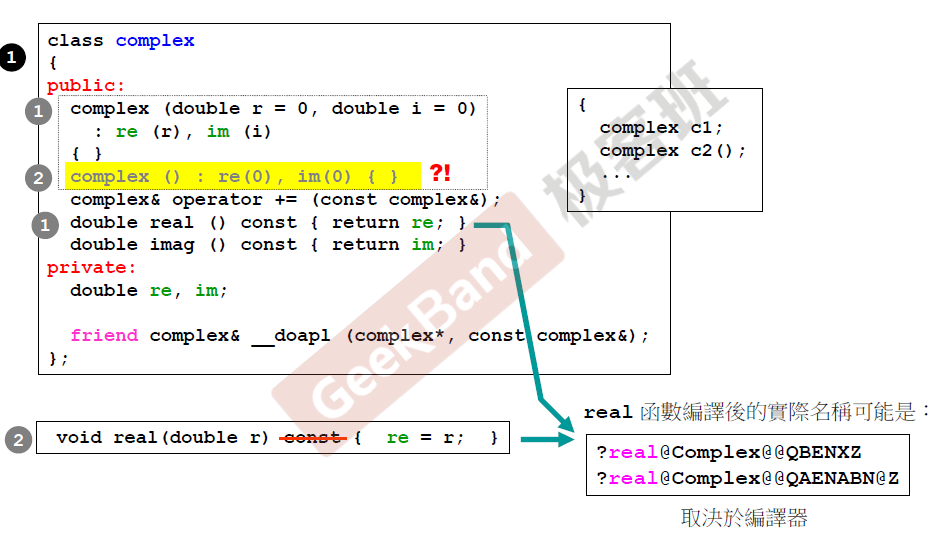 1
class complex
{
public:
1
complex (double r = 0, double i = 0)
: re (r), im (i)
{ }
2
complex () : re(0), im(0) { }
?!
complex& operator += (const complex&);
1
double real () const { return re; }
double imag () const { return im; }
private:
double re, im;
friend complex& __doapl (complex*, const complex&);
};
{
complex c1;
complex c2();
...
}
GeekBand 极客班
2
void real(double r) const { re = r; }
real 函數編譯後的實際名稱可能是：
?real@Complex@@QBENXZ
?real@Complex@@QAENABN@Z
取決於編譯器